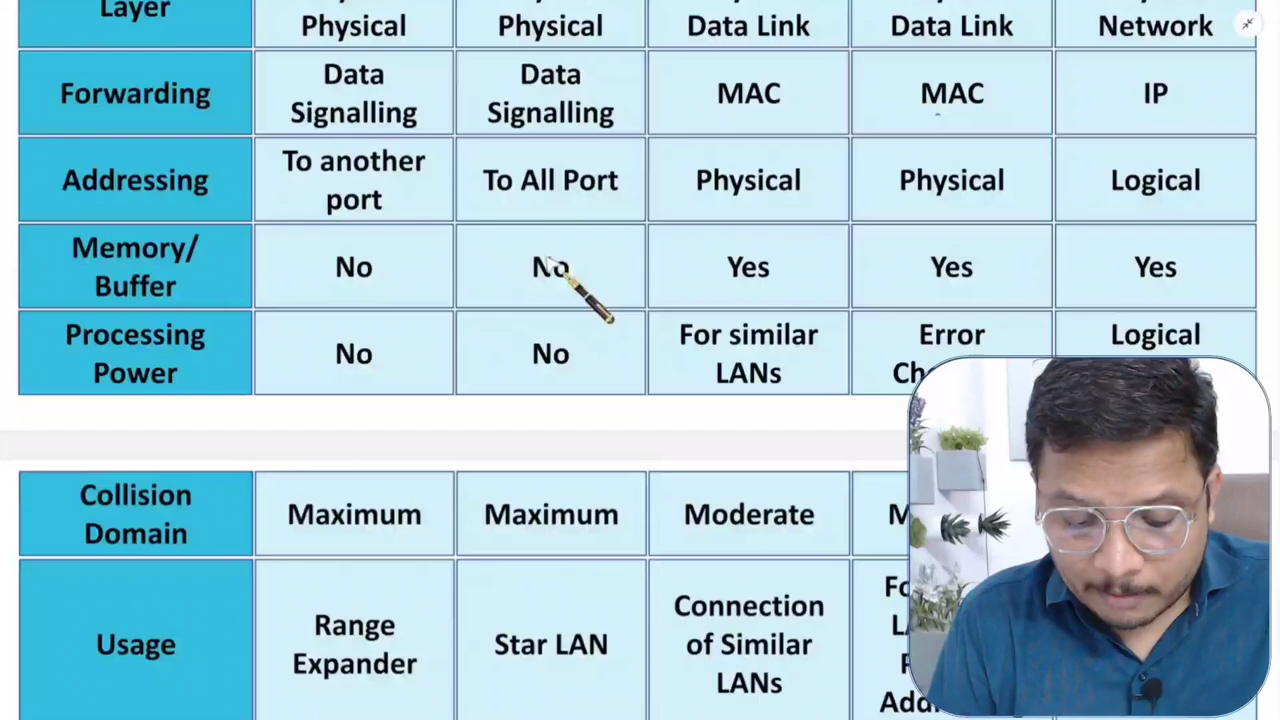 Layer
Physical
Physical
Data Link
Data Link
Network
Forwarding
Data
Signalling
Data
Signalling
MAC
MAC
IP
Addressing
To another
port
To All Port
Physical
Physical
Logical
Memory/
Buffer
No
No
Yes
Yes
Yes
Processing
Power
No
No
For similar
LANs
Error
Logical
Collision
Domain
Maximum
Maximum
Moderate
Usage
Range
Expander
Star LAN
Connection
of Similar
LANs